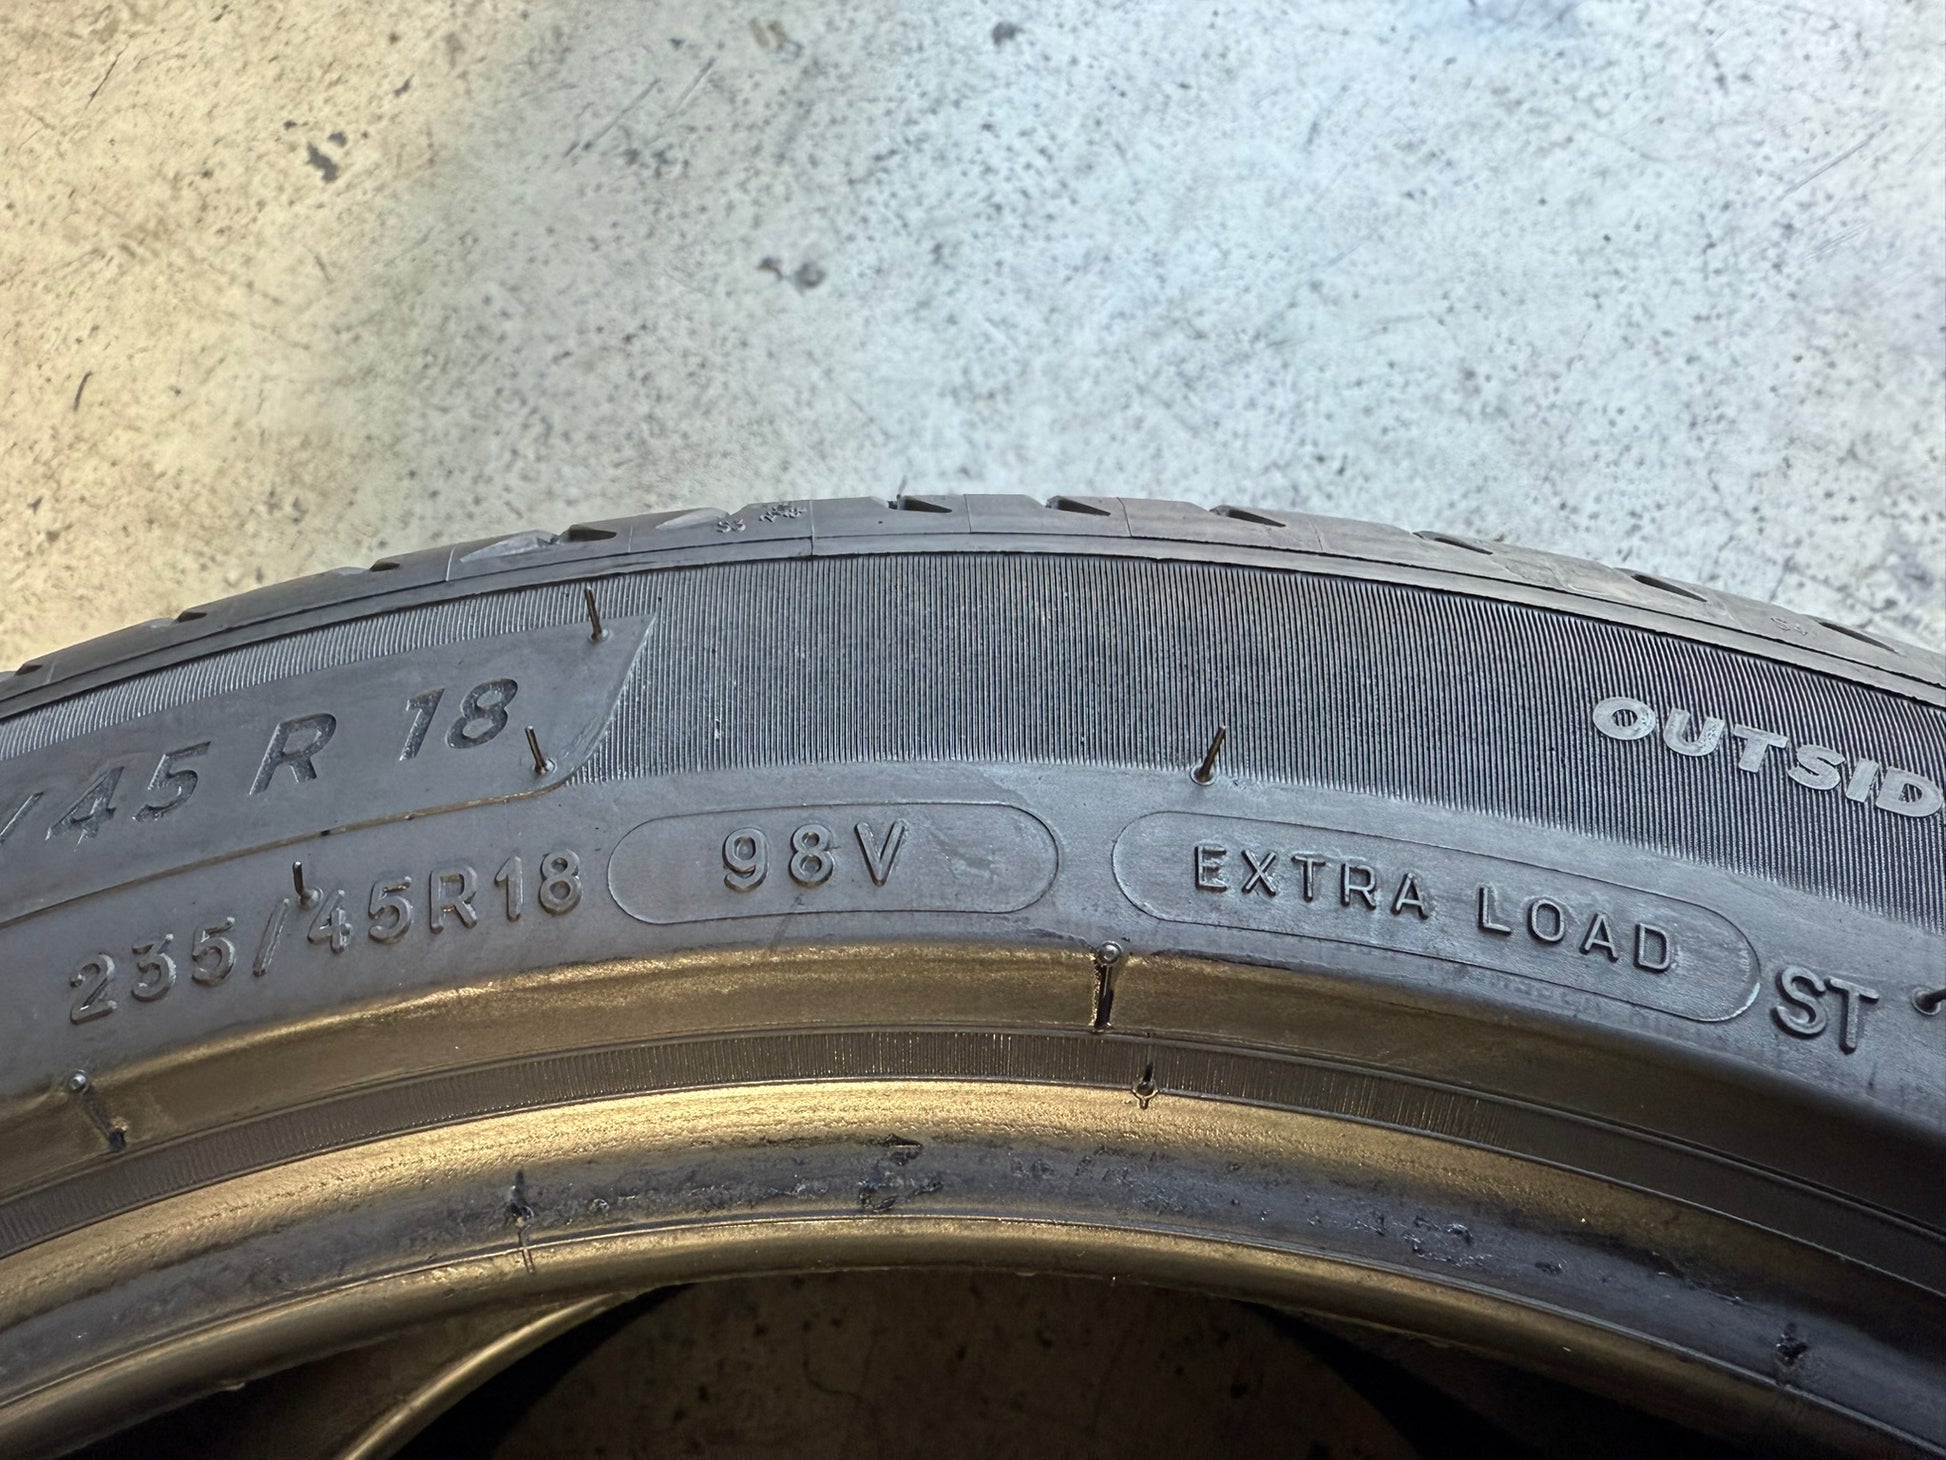 /45 R 18
OUTSID
235/45R18 98V EXTRA LOAD ST